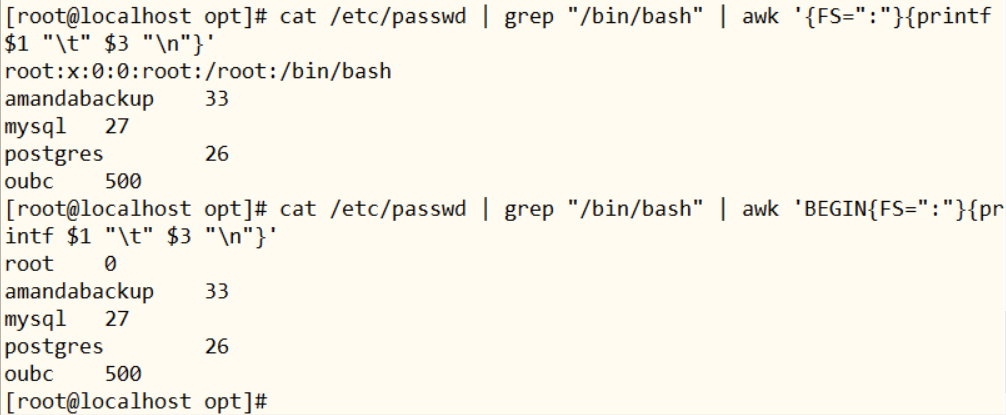 [root@localhost opt]# cat /etc/passwd | grep "/bin/bash" | awk '{FS=":"}{printf
$1 "\t" $3 "\n"}'
root:x:0:0:root:/root:/bin/bash
amandabackup    33
mysql   27
postgres        26
oubc    500
[root@localhost opt]# cat /etc/passwd | grep "/bin/bash" | awk 'BEGIN{FS=":"}{pr
intf $1 "\t" $3 "\n"}'
root    0
amandabackup    33
mysql   27
postgres        26
oubc    500
[root@localhost opt]#